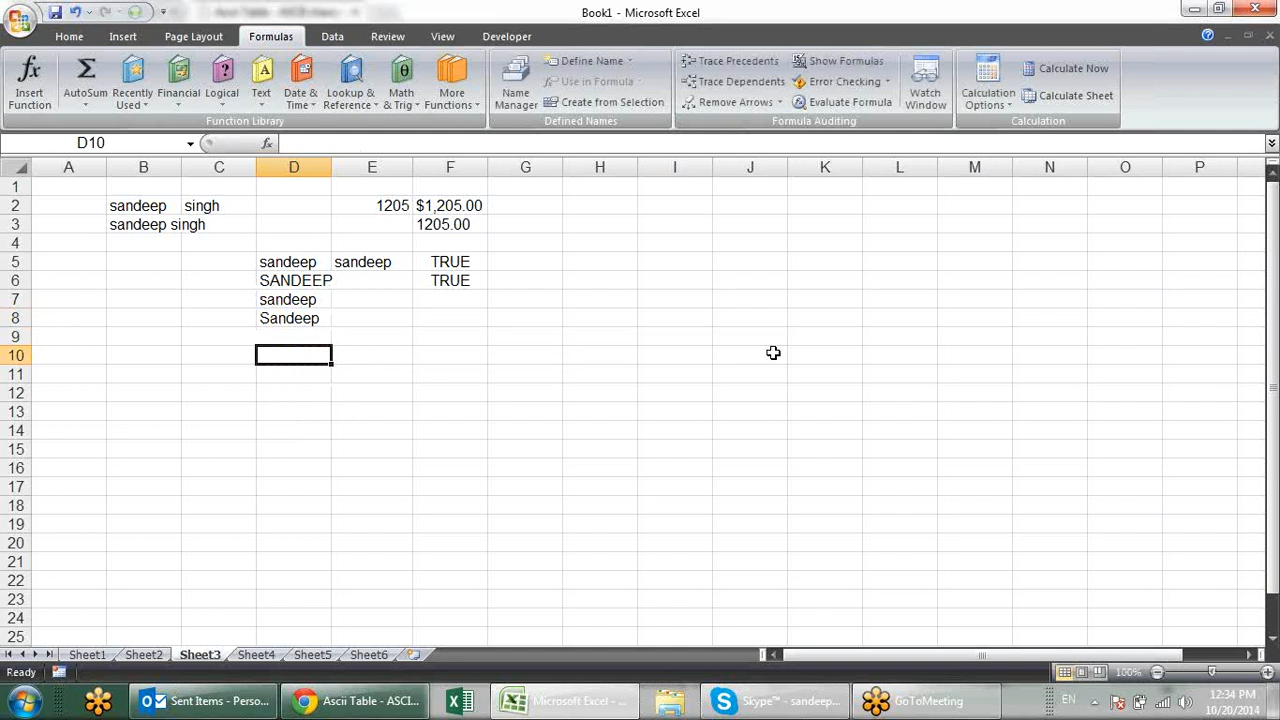 Book1 - Microsoft Excel
Home Insert Page Layout Formulas Data Review View Developer
Insert Function
AutoSum
Recently Used
Financial
Logical
Text
Date & Time
Lookup & Reference
Math & Trig
More Functions
Function Library
Name Manager
Define Name
Use in Formula
Create from Selection
Defined Names
Trace Precedents
Trace Dependents
Remove Arrows
Show Formulas
Error Checking
Evaluate Formula
Formula Auditing
Watch Window
Calculation Options
Calculate Now
Calculate Sheet
Calculation
D10 fx
A B C D E F G H I J K L M N O P
1
2 sandeep singh 1205 $1,205.00
3 sandeep singh 1205.00
4
5 sandeep sandeep TRUE
6 SANDEEP TRUE
7 sandeep
8 Sandeep
9
10
11
12
13
14
15
16
17
18
19
20
21
22
23
24
25
Sheet1 Sheet2 Sheet3 Sheet4 Sheet5 Sheet6
Ready 100%
Sent Items - Perso... Ascii Table - ASCI... Microsoft Excel - ... Skype™ - sandeep... GoToMeeting EN 12:34 PM
10/20/2014